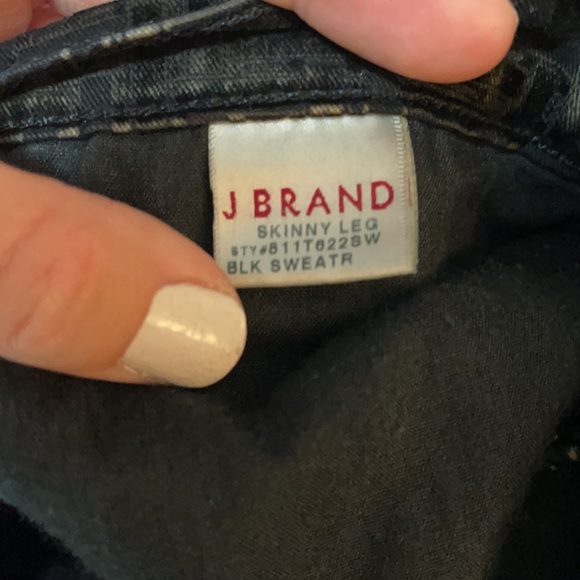 J BRAND
SKINNY LEG
STY#811T622SW
BLK SWEATR